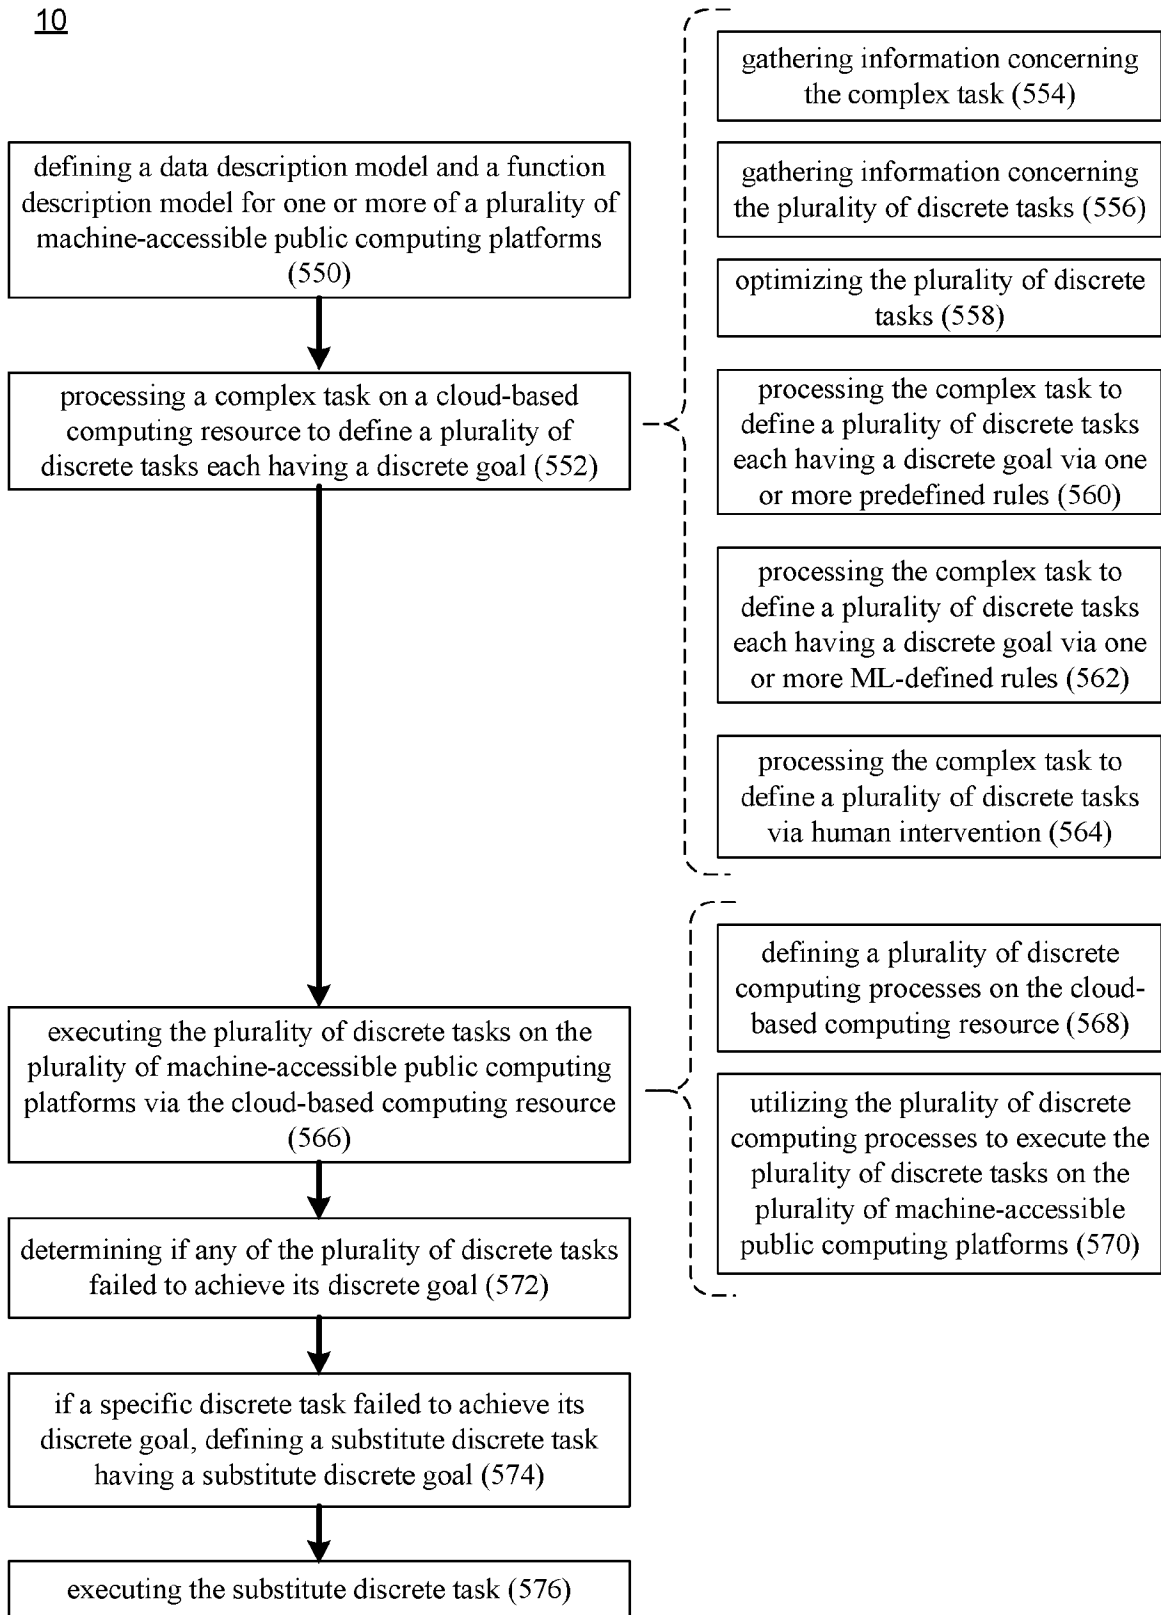 10
defining a data description model and a function
description model for one or more of a plurality of
machine-accessible public computing platforms
(550)
processing a complex task on a cloud-based
computing resource to define a plurality of
discrete tasks each having a discrete goal (552)
gathering information concerning
the complex task (554)
gathering information concerning
the plurality of discrete tasks (556)
optimizing the plurality of discrete
tasks (558)
processing the complex task to
define a plurality of discrete tasks
each having a discrete goal via one
or more predefined rules (560)
processing the complex task to
define a plurality of discrete tasks
each having a discrete goal via one
or more ML-defined rules (562)
processing the complex task to
define a plurality of discrete tasks
via human intervention (564)
executing the plurality of discrete tasks on the
plurality of machine-accessible public computing
platforms via the cloud-based computing resource
(566)
defining a plurality of discrete
computing processes on the cloud-
based computing resource (568)
utilizing the plurality of discrete
computing processes to execute the
plurality of discrete tasks on the
plurality of machine-accessible
public computing platforms (570)
determining if any of the plurality of discrete tasks
failed to achieve its discrete goal (572)
if a specific discrete task failed to achieve its
discrete goal, defining a substitute discrete task
having a substitute discrete goal (574)
executing the substitute discrete task (576)